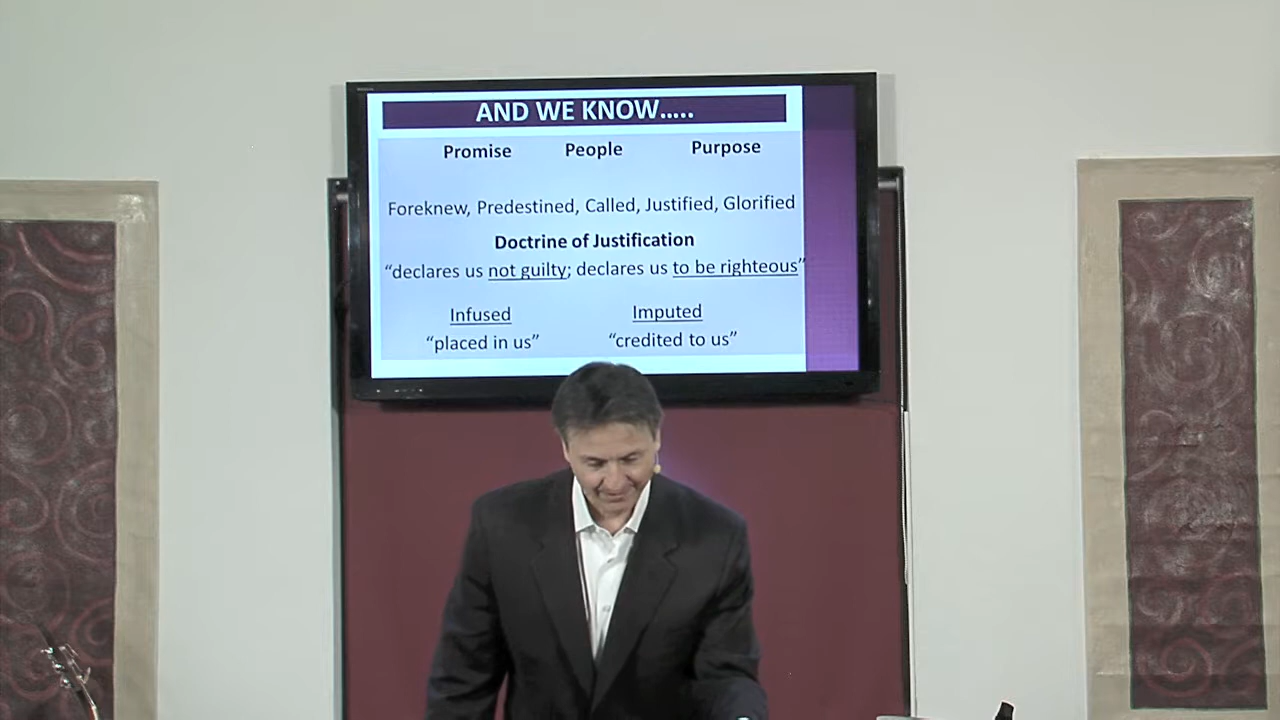 AND WE KNOW.....
Promise People Purpose
Foreknew, Predestined, Called, Justified, Glorified
Doctrine of Justification
“declares us not guilty; declares us to be righteous”
Infused Imputed
“placed in us” “credited to us”